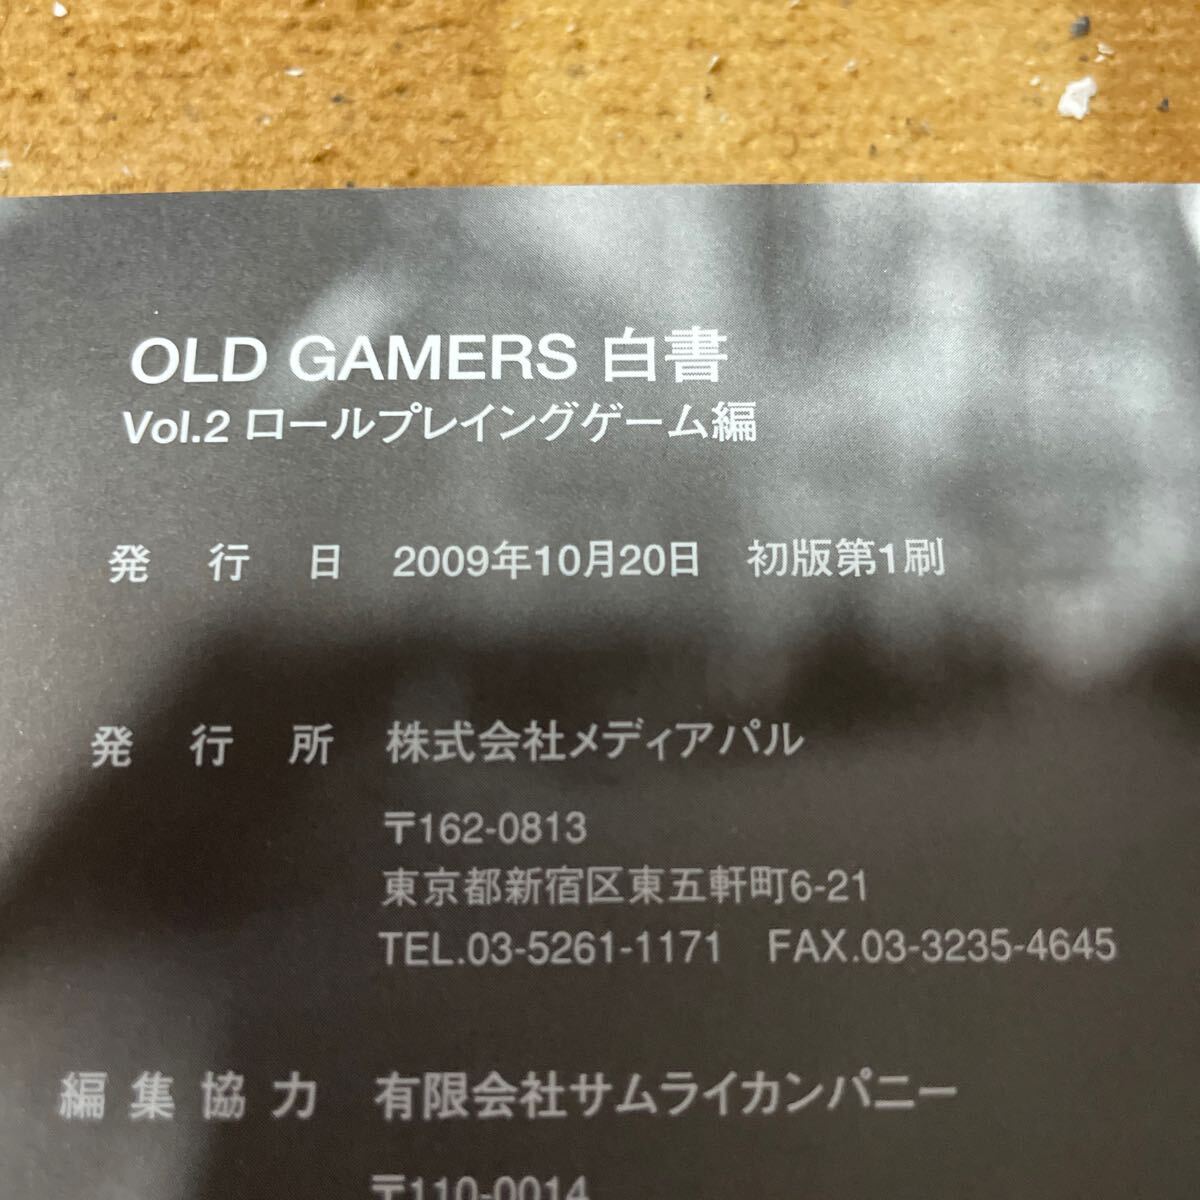 OLD GAMERS 白書
Vol.2 ロールプレイングゲーム編
発行日 2009年10月20日 初版第1刷
発行所 株式会社メディアパル
〒162-0813
東京都新宿区東五軒町6-21
TEL.03-5261-1171 FAX.03-3235-4645
編集協力 有限会社サムライカンパニー
〒110-0014